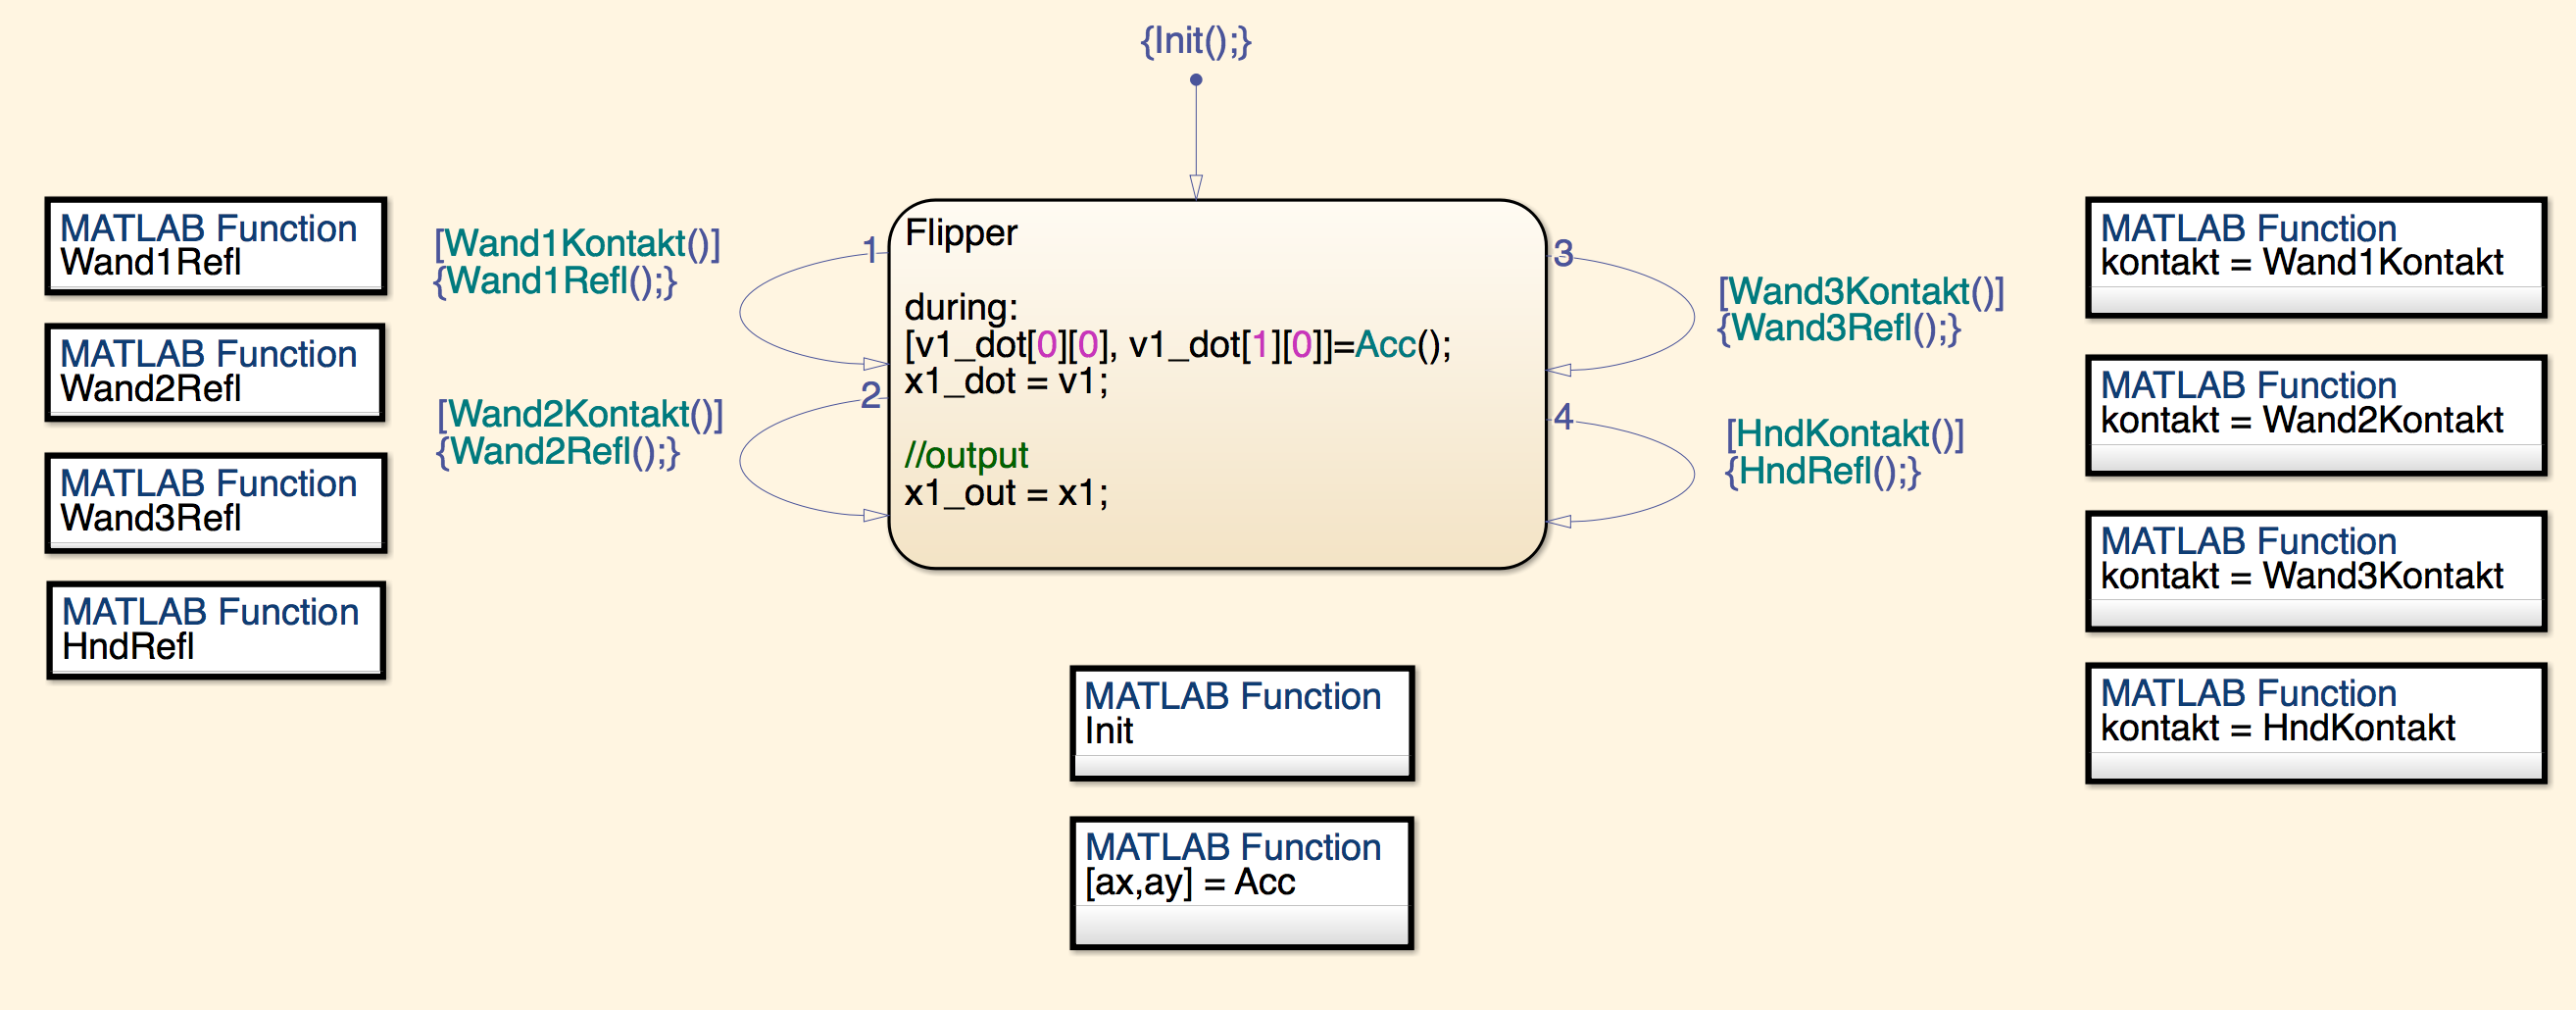 {Init();}
MATLAB Function
Wand1Refl
MATLAB Function
Wand2Refl
MATLAB Function
Wand3Refl
MATLAB Function
HndRefl
[Wand1Kontakt()]
{Wand1Refl();}
[Wand2Kontakt()]
{Wand2Refl();}
1
2
Flipper
during:
[v1_dot[0][0], v1_dot[1][0]]=Acc();
x1_dot = v1;
//output
x1_out = x1;
3
4
[Wand3Kontakt()]
{Wand3Refl();}
[HndKontakt()]
{HndRefl();}
MATLAB Function
kontakt = Wand1Kontakt
MATLAB Function
kontakt = Wand2Kontakt
MATLAB Function
kontakt = Wand3Kontakt
MATLAB Function
kontakt = HndKontakt
MATLAB Function
Init
MATLAB Function
[ax,ay] = Acc